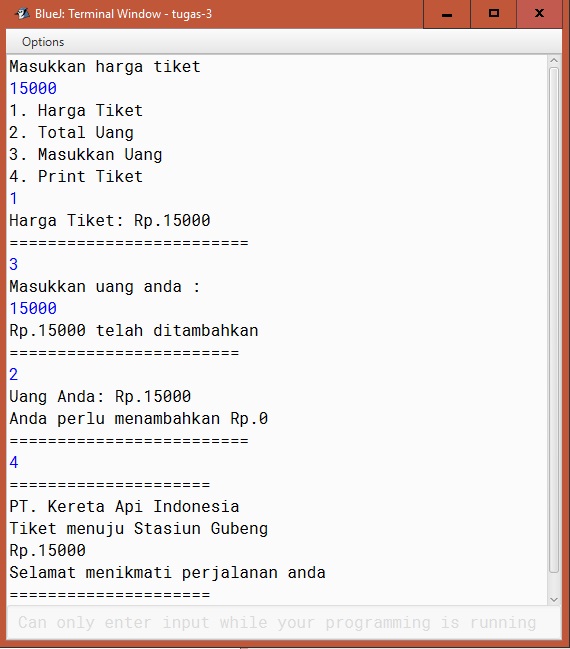 BlueJ: Terminal Window - tugas-3
Options
Masukkan harga tiket
15000
1. Harga Tiket
2. Total Uang
3. Masukkan Uang
4. Print Tiket
1
Harga Tiket: Rp.15000
=========================
3
Masukkan uang anda :
15000
Rp.15000 telah ditambahkan
========================
2
Uang Anda: Rp.15000
Anda perlu menambahkan Rp.0
=========================
4
=====================
PT. Kereta Api Indonesia
Tiket menuju Stasiun Gubeng
Rp.15000
Selamat menikmati perjalanan anda
=====================
Can only enter input while your programming is running